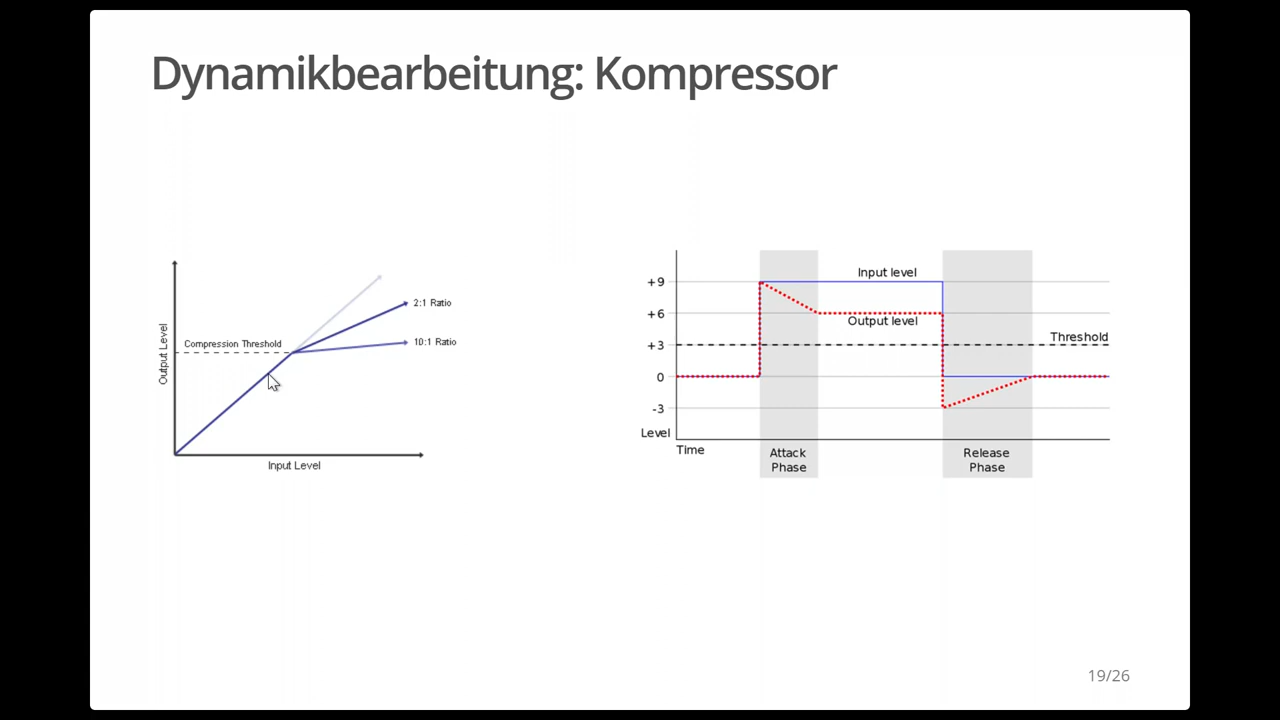 Dynamikbearbeitung: Kompressor
Output Level
Compression Threshold
2:1 Ratio
10:1 Ratio
Input Level
+9
+6
+3
0
-3
Level
Time
Input level
Output level
Threshold
Attack
Phase
Release
Phase
19/26